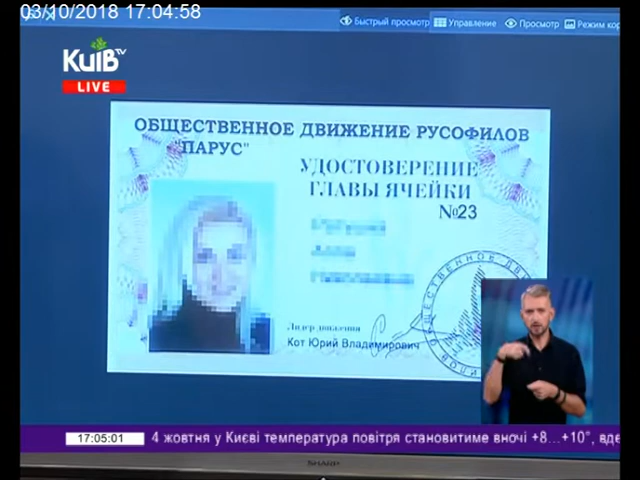 03/10/2018 17:04:58
Быстрый просмотр
Управление
Просмотр
Режим кор
КиїВ TV
LIVE
ОБЩЕСТВЕННОЕ ДВИЖЕНИЕ РУСОФИЛОВ
"ПАРУС"
УДОСТОВЕРЕНИЕ
ГЛАВЫ ЯЧЕЙКИ
№23
Лидер движения
Кот Юрий Владимирович
17:05:01
4 жовтня у Києві температура повітря становитиме вночі +8...+10°, вде
SHARP